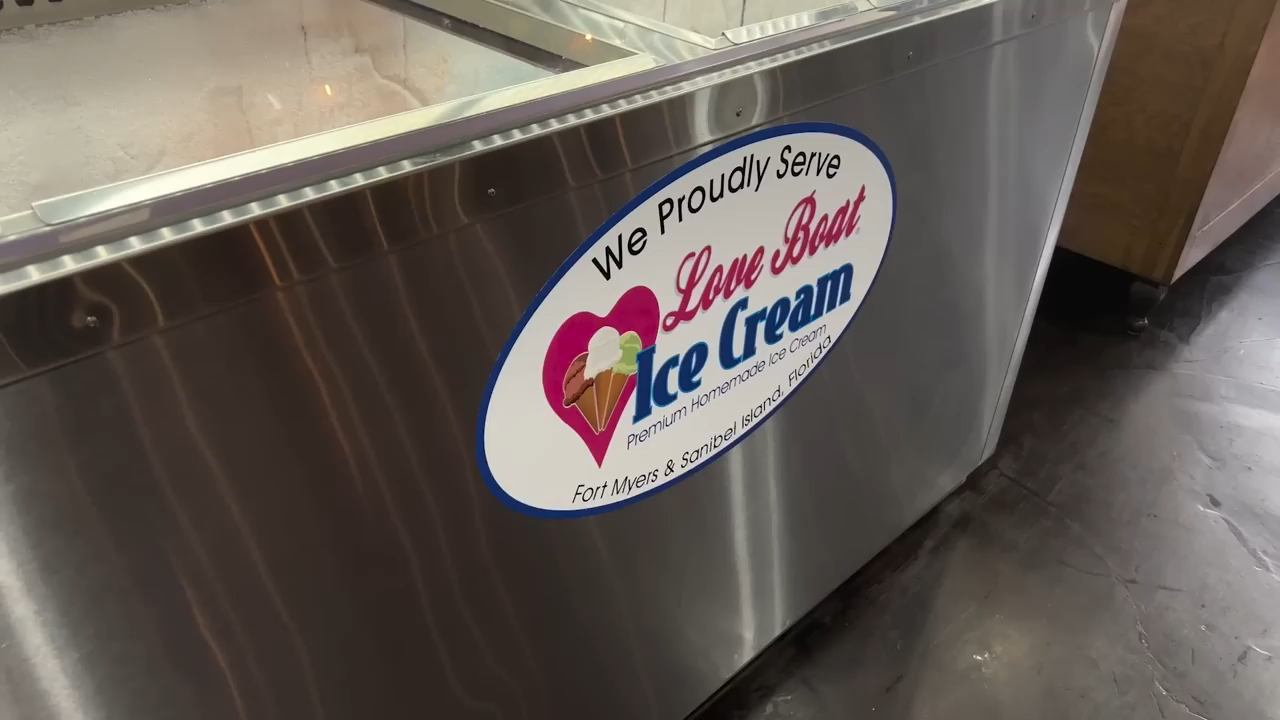 We Proudly Serve
Love Boat
Ice Cream
Premium Homemade Ice Cream
Fort Myers & Sanibel Island, Florida